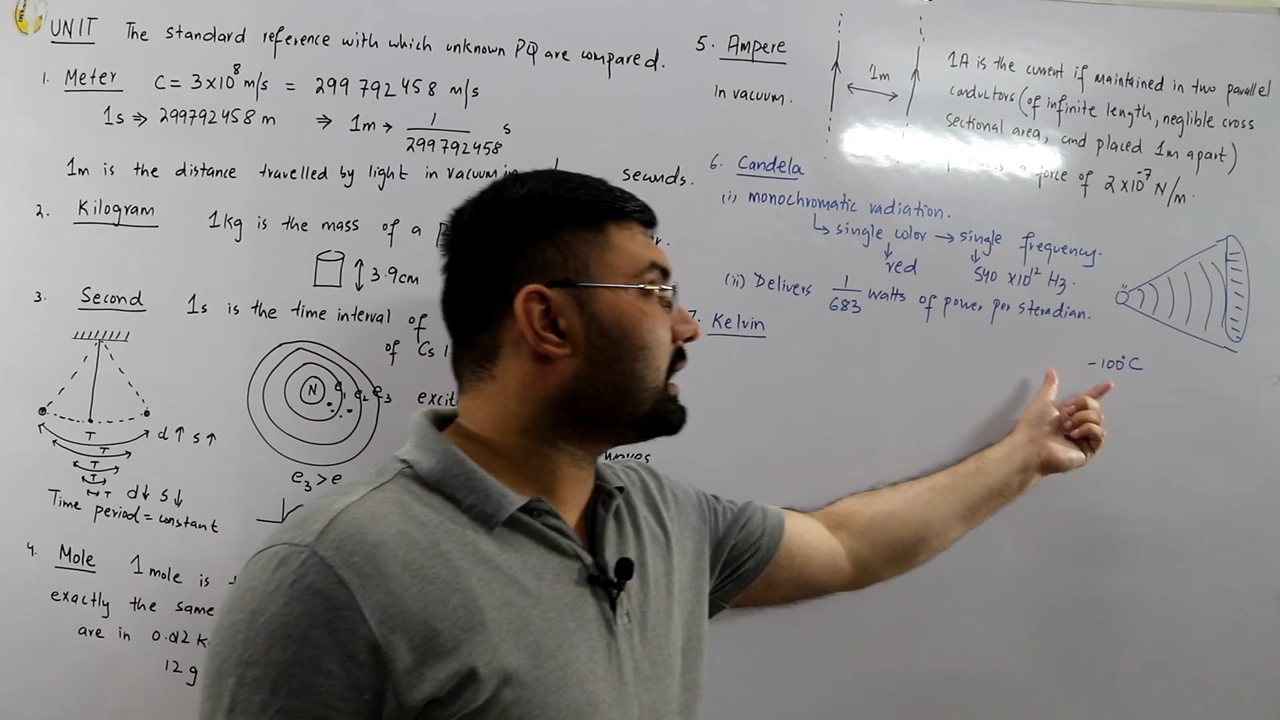 UNIT The standard reference with which unknown PQ are compared.
1. Meter C = 3×10⁸ m/s = 299 792 458 m/s
1s ⇒ 299792458 m ⇒ 1m → 1/299792458 s
1m is the distance travelled by light in vacuum in seconds.
2. Kilogram 1kg is the mass of a
3.9cm
3. Second 1s is the time interval of
of Cs
N e₁ e₂ e₃
excit
waves
e₃ > e
T d↑ s↑
T
T
T
T d↓ s↓
Time period = constant
4. Mole 1 mole is
exactly the same
are in 0.012 K
12 g
5. Ampere
In vacuum.
1m
1A is the current if maintained in two parallel
conductors (of infinite length, neglible cross
sectional area, and placed 1m apart)
a force of 2×10⁻⁷ N/m.
6. Candela
(i) monochromatic radiation.
↳ single color → single frequency.
↓ red ↓ 540 ×10¹² Hz.
(ii) Delivers 1/683 watts of power per steradian.
7. Kelvin
-100°C